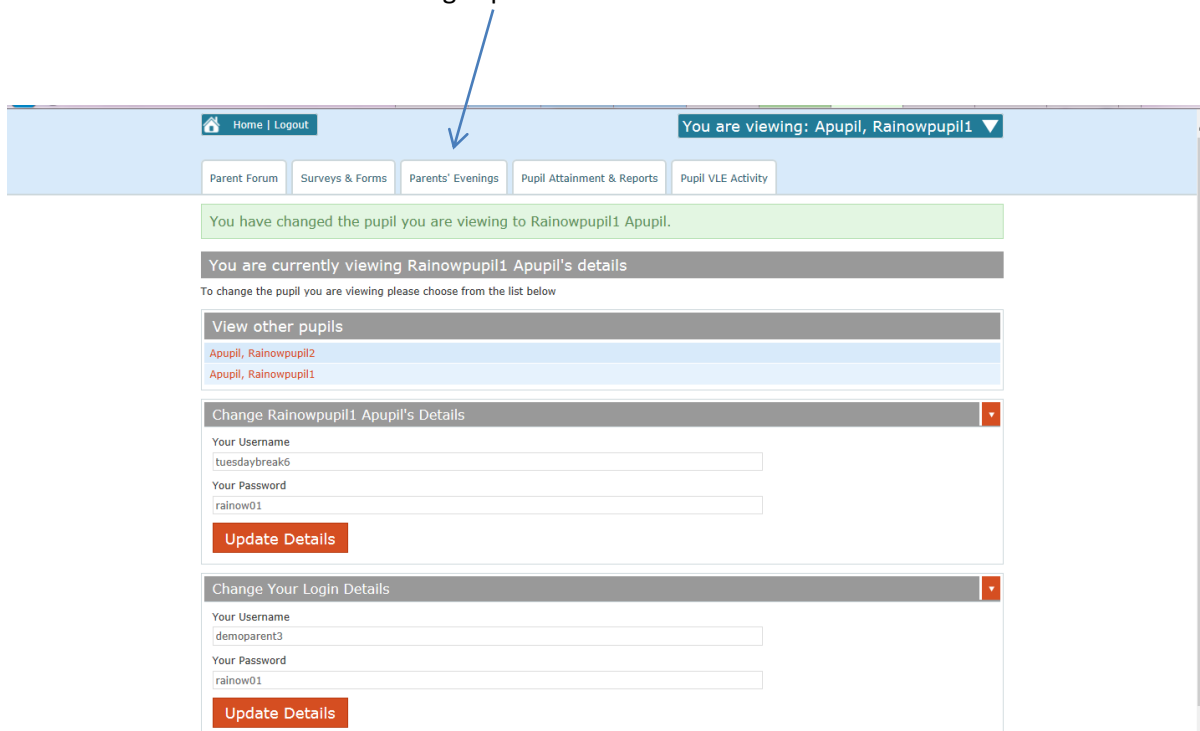 Home | Logout
You are viewing: Apupil, Rainowpupil1
Parent Forum
Surveys & Forms
Parents' Evenings
Pupil Attainment & Reports
Pupil VLE Activity
You have changed the pupil you are viewing to Rainowpupil1 Apupil.
You are currently viewing Rainowpupil1 Apupil's details
To change the pupil you are viewing please choose from the list below
View other pupils
Apupil, Rainowpupil2
Apupil, Rainowpupil1
Change Rainowpupil1 Apupil's Details
Your Username
tuesdaybreak6
Your Password
rainow01
Update Details
Change Your Login Details
Your Username
demoparent3
Your Password
rainow01
Update Details